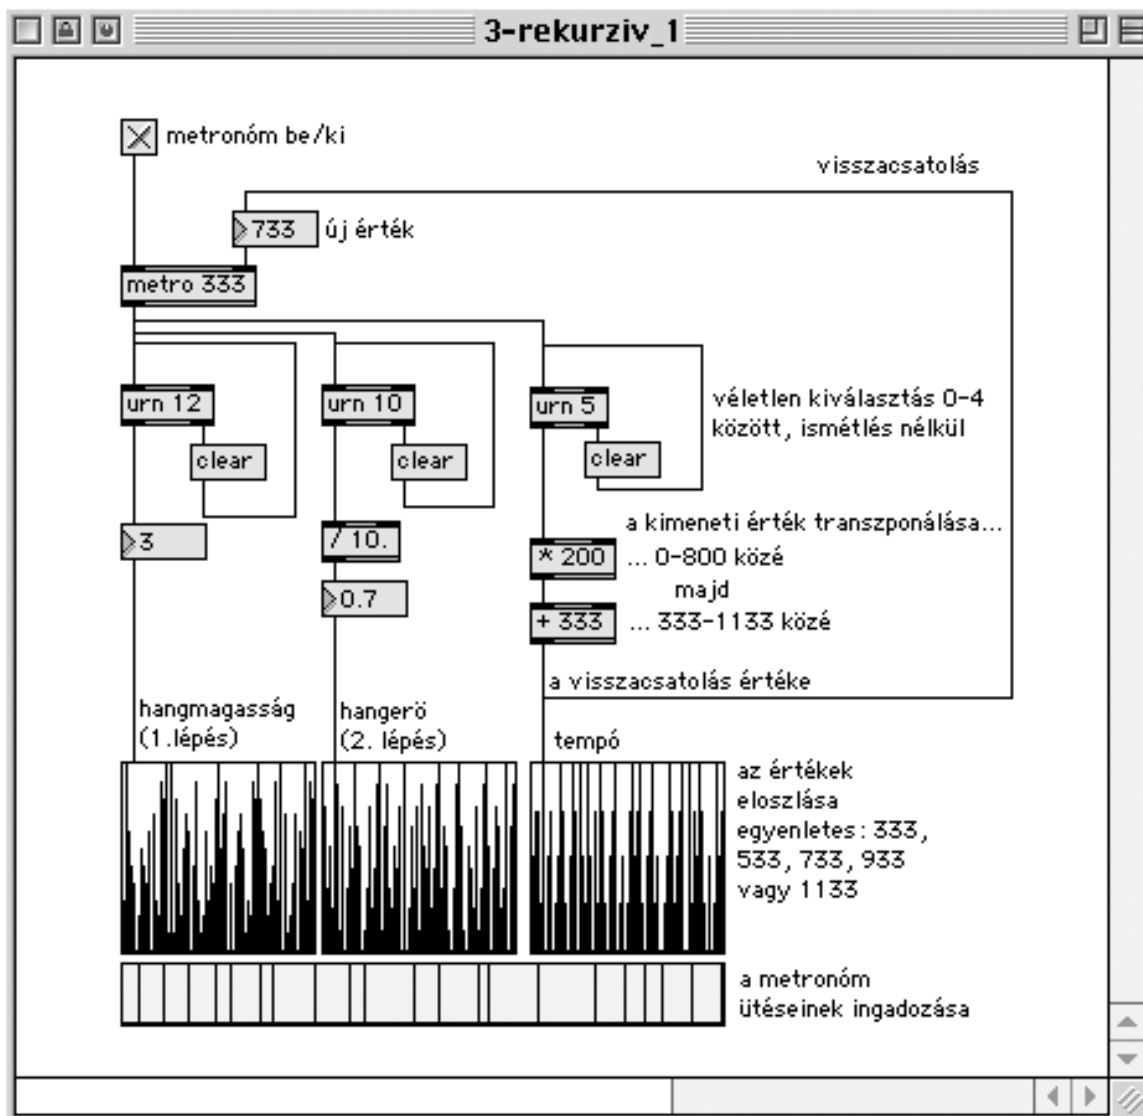 3-rekurziv_1
metronóm be/ki
visszacsatolás
733
új érték
metro 333
urn 12
urn 10
urn 5
véletlen kiválasztás 0-4
között, ismétlés nélkül
clear
clear
clear
a kimeneti érték transzponálása...
3
/ 10.
* 200
... 0-800 közé
majd
0.7
+ 333
... 333-1133 közé
a visszacsatolás értéke
hangmagasság
(1.lépés)
hangerö
(2. lépés)
tempó
az értékek
eloszlása
egyenletes: 333,
533, 733, 933
vagy 1133
a metronóm
ütéseinek ingadozása